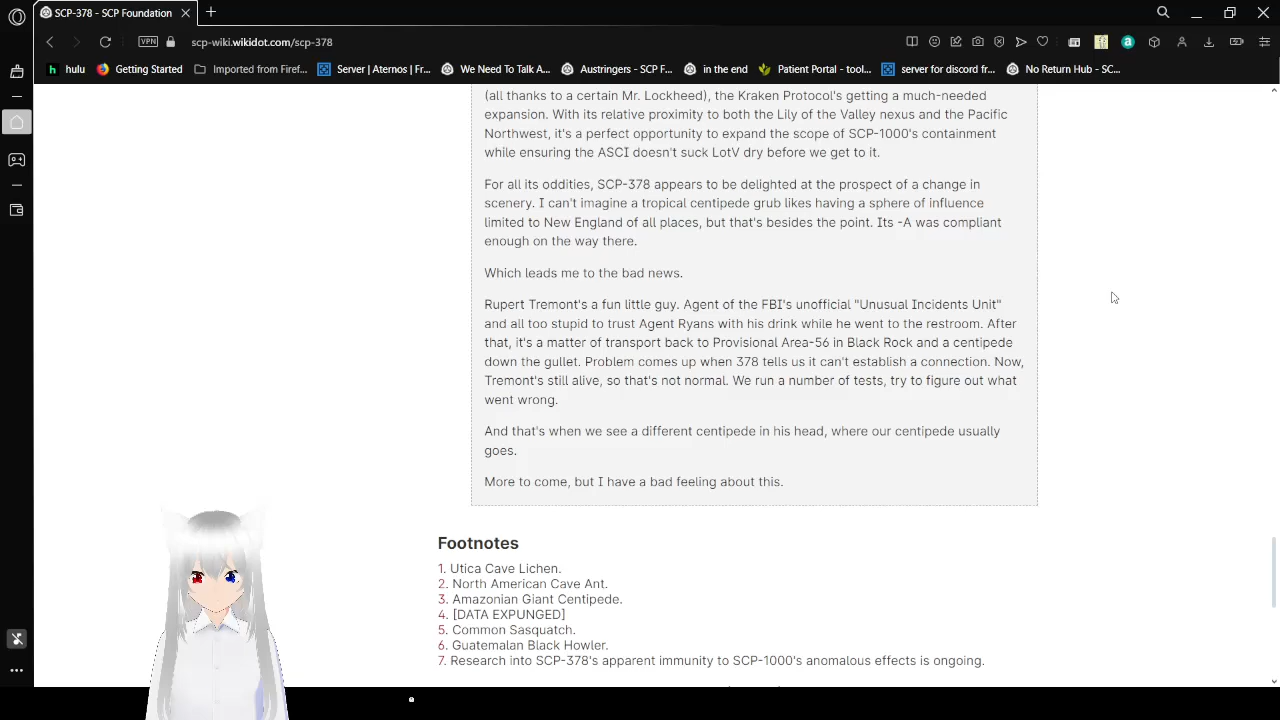 SCP-378 - SCP Foundation
VPN scp-wiki.wikidot.com/scp-378
h hulu Getting Started Imported from Firef... Server | Aternos | Fr... We Need To Talk A... Austringers - SCP F... in the end Patient Portal - tool... server for discord fr... No Return Hub - SC...
(all thanks to a certain Mr. Lockheed), the Kraken Protocol's getting a much-needed
expansion. With its relative proximity to both the Lily of the Valley nexus and the Pacific
Northwest, it's a perfect opportunity to expand the scope of SCP-1000's containment
while ensuring the ASCI doesn't suck LotV dry before we get to it.
For all its oddities, SCP-378 appears to be delighted at the prospect of a change in
scenery. I can't imagine a tropical centipede grub likes having a sphere of influence
limited to New England of all places, but that's besides the point. Its -A was compliant
enough on the way there.
Which leads me to the bad news.
Rupert Tremont's a fun little guy. Agent of the FBI's unofficial "Unusual Incidents Unit"
and all too stupid to trust Agent Ryans with his drink while he went to the restroom. After
that, it's a matter of transport back to Provisional Area-56 in Black Rock and a centipede
down the gullet. Problem comes up when 378 tells us it can't establish a connection. Now,
Tremont's still alive, so that's not normal. We run a number of tests, try to figure out what
went wrong.
And that's when we see a different centipede in his head, where our centipede usually
goes.
More to come, but I have a bad feeling about this.
Footnotes
1. Utica Cave Lichen.
2. North American Cave Ant.
3. Amazonian Giant Centipede.
4. [DATA EXPUNGED]
5. Common Sasquatch.
6. Guatemalan Black Howler.
7. Research into SCP-378's apparent immunity to SCP-1000's anomalous effects is ongoing.